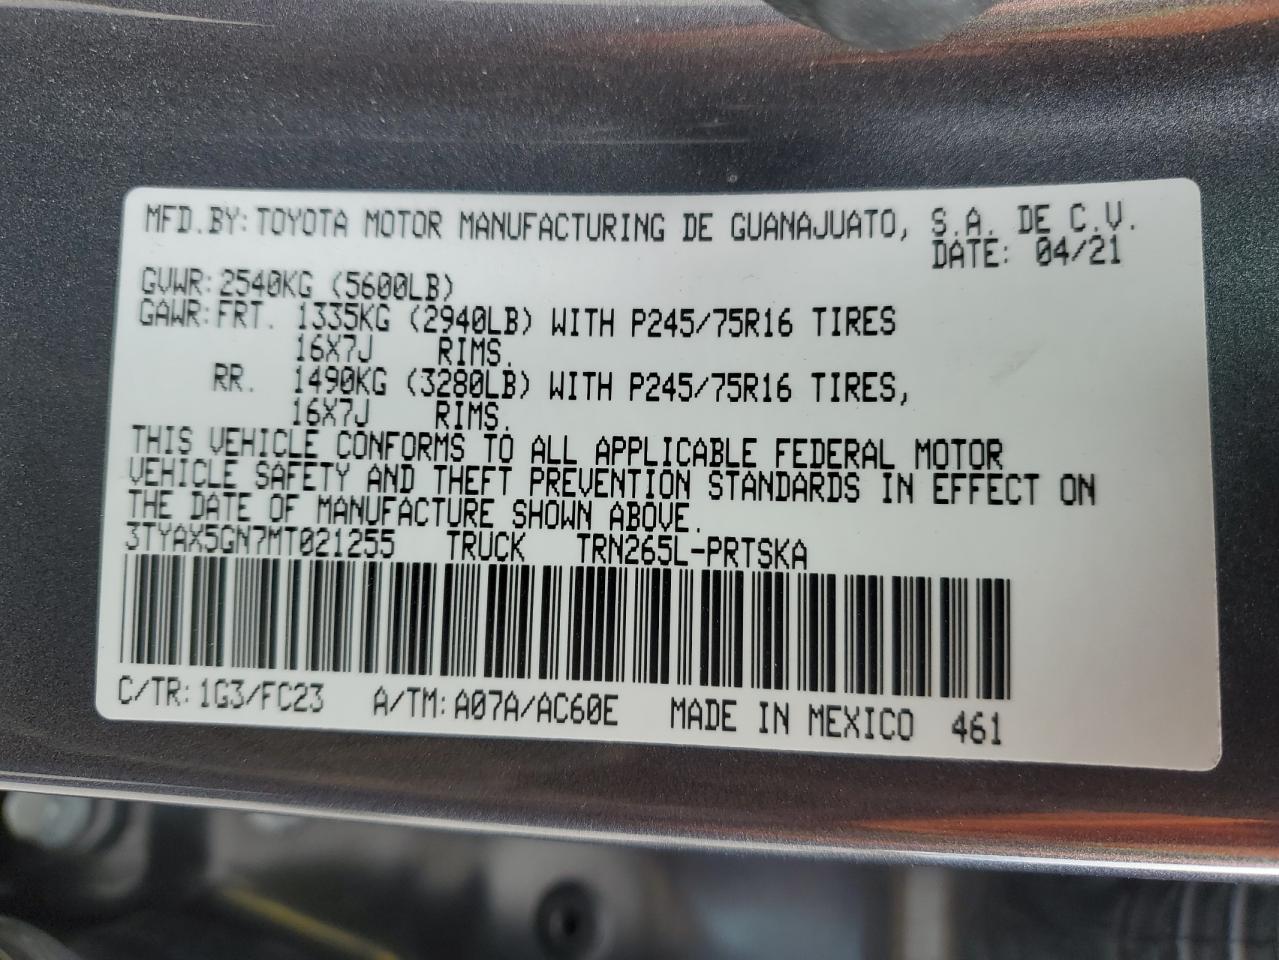 MFD.BY: TOYOTA MOTOR MANUFACTURING DE GUANAJUATO, S.A. DE C.V.
DATE: 04/21
GVWR: 2540KG (5600LB)
GAWR: FRT. 1335KG (2940LB) WITH P245/75R16 TIRES
16X7J RIMS.
RR. 1490KG (3280LB) WITH P245/75R16 TIRES,
16X7J RIMS.
THIS VEHICLE CONFORMS TO ALL APPLICABLE FEDERAL MOTOR
VEHICLE SAFETY AND THEFT PREVENTION STANDARDS IN EFFECT ON
THE DATE OF MANUFACTURE SHOWN ABOVE.
3TYAX5GN7MT021255 TRUCK TRN265L-PRTSKA
C/TR: 1G3/FC23 A/TM: A07A/AC60E MADE IN MEXICO 461